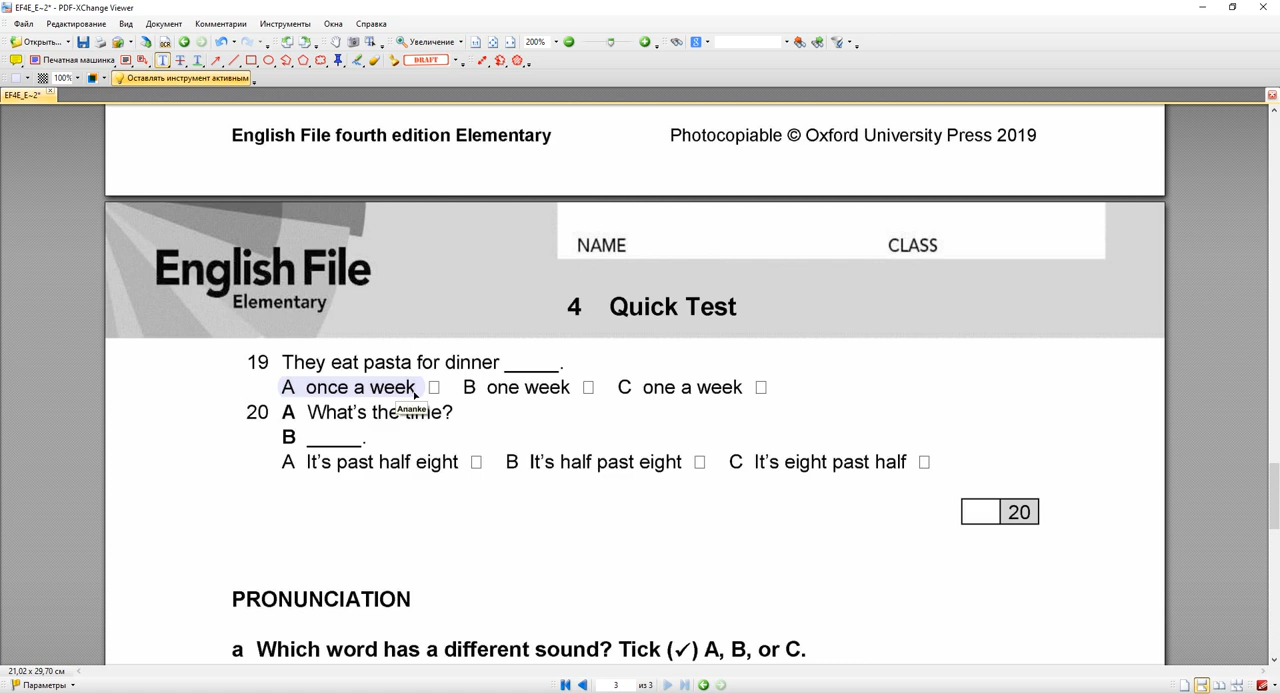 EF4E_E~2* - PDF-XChange Viewer
Файл Редактирование Вид Документ Комментарии Инструменты Окна Справка
Открыть... OCR Увеличение 200%
Печатная машинка DRAFT
100% Оставлять инструмент активным
EF4E_E~2*
English File fourth edition Elementary Photocopiable © Oxford University Press 2019
English File
Elementary
NAME CLASS
4 Quick Test
19 They eat pasta for dinner _____.
A once a week □ B one week □ C one a week □
Ananke
20 A What's the time?
B _____.
A It's past half eight □ B It's half past eight □ C It's eight past half □
20
PRONUNCIATION
a Which word has a different sound? Tick (✓) A, B, or C.
21,02 x 29,70 см
Параметры 3 из 3